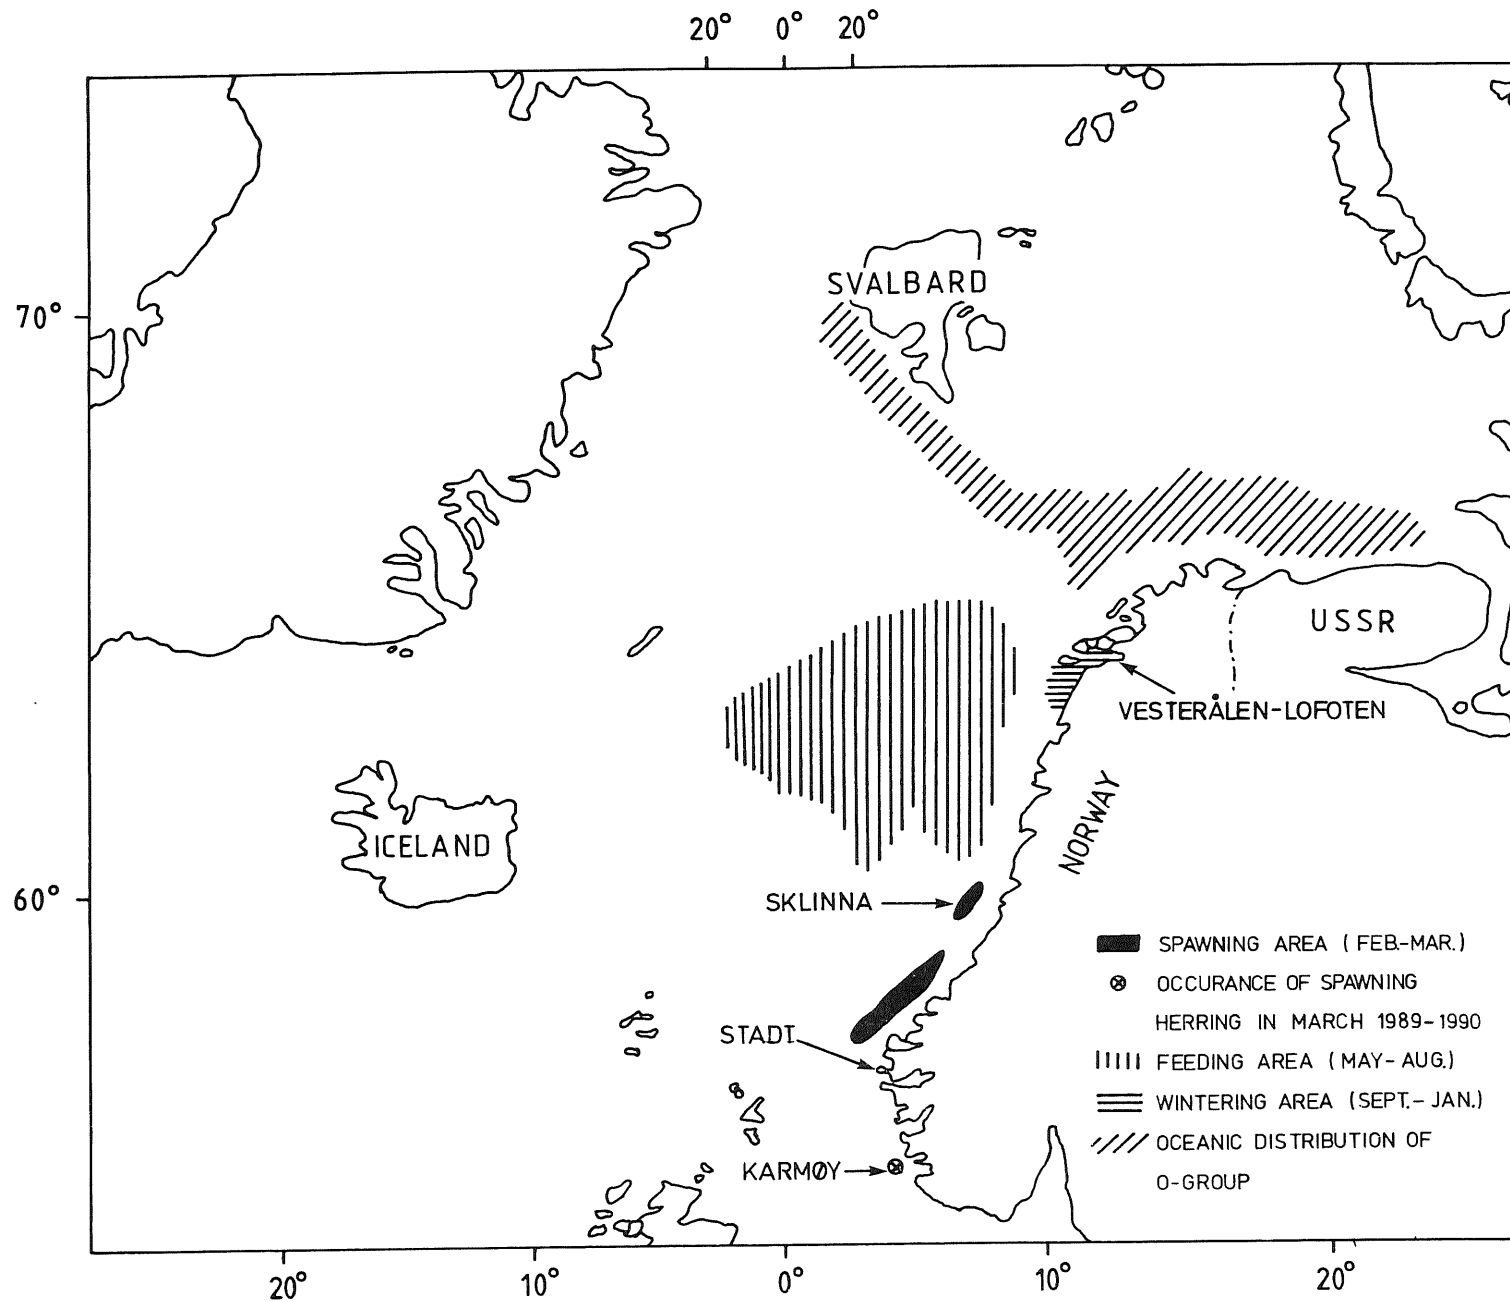 20° 0° 20°
SVALBARD
70°
USSR
VESTERÅLEN-LOFOTEN
NORWAY
ICELAND
60°
SKLINNA
SPAWNING AREA (FEB.-MAR.)
OCCURANCE OF SPAWNING
HERRING IN MARCH 1989-1990
STADT
FEEDING AREA (MAY-AUG.)
WINTERING AREA (SEPT.-JAN.)
OCEANIC DISTRIBUTION OF
O-GROUP
KARMØY
20° 10° 0° 10° 20°